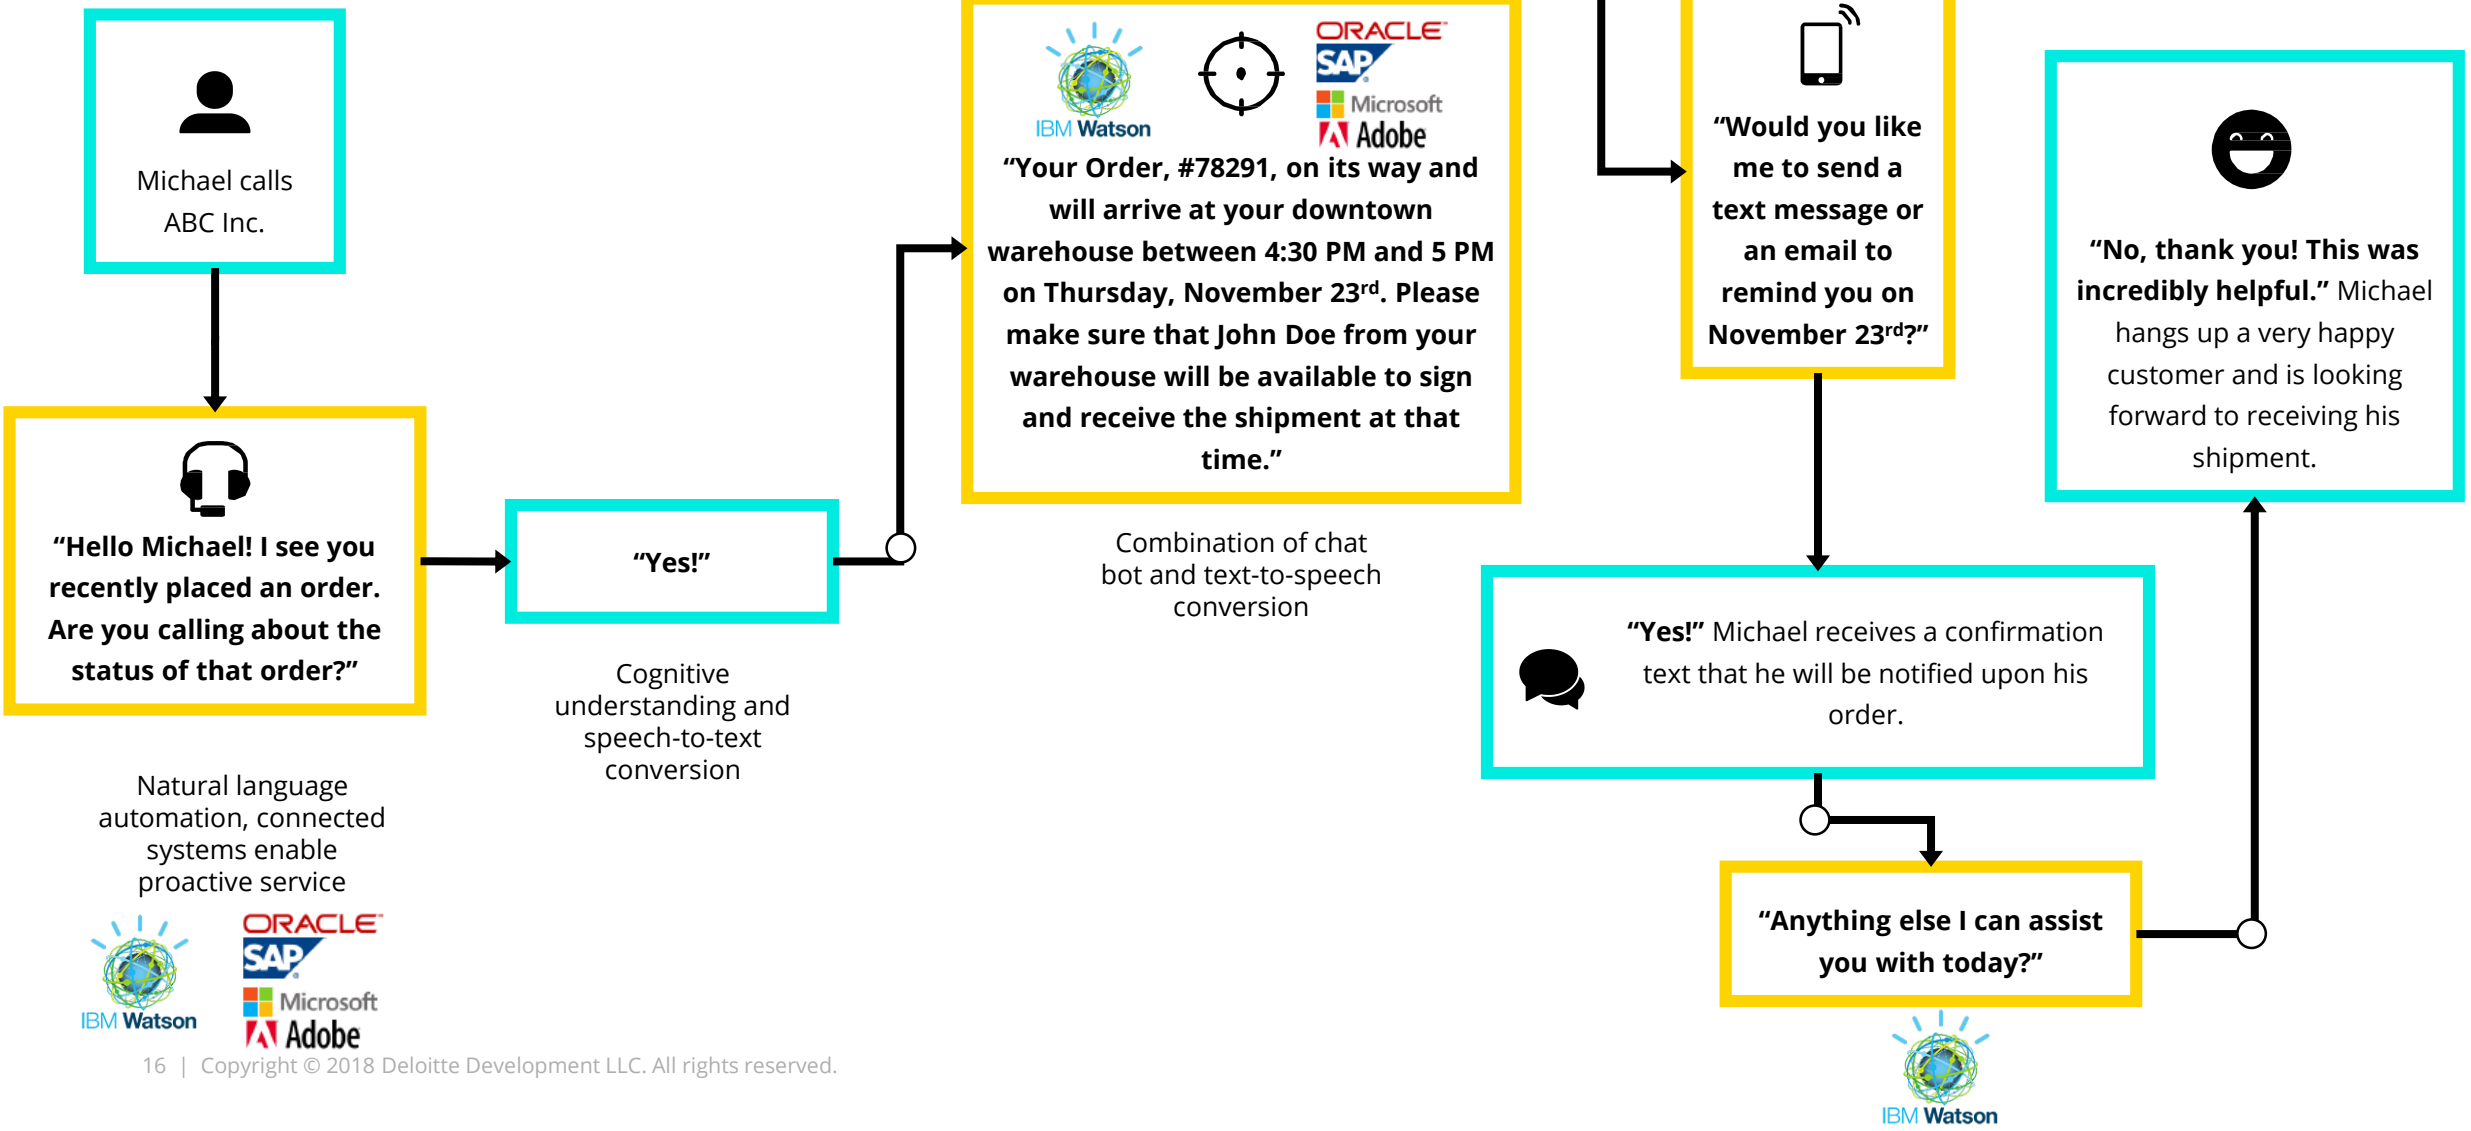 Michael calls
ABC Inc.
“Hello Michael! I see you
recently placed an order.
Are you calling about the
status of that order?”
Natural language
automation, connected
systems enable
proactive service
IBM Watson
ORACLE
SAP
Microsoft
Adobe
“Yes!”
Cognitive
understanding and
speech-to-text
conversion
IBM Watson
ORACLE
SAP
Microsoft
Adobe
“Your Order, #78291, on its way and
will arrive at your downtown
warehouse between 4:30 PM and 5 PM
on Thursday, November 23rd. Please
make sure that John Doe from your
warehouse will be available to sign
and receive the shipment at that
time.”
Combination of chat
bot and text-to-speech
conversion
“Would you like
me to send a
text message or
an email to
remind you on
November 23rd?”
“Yes!” Michael receives a confirmation
text that he will be notified upon his
order.
“Anything else I can assist
you with today?”
IBM Watson
“No, thank you! This was
incredibly helpful.” Michael
hangs up a very happy
customer and is looking
forward to receiving his
shipment.
16 | Copyright © 2018 Deloitte Development LLC. All rights reserved.